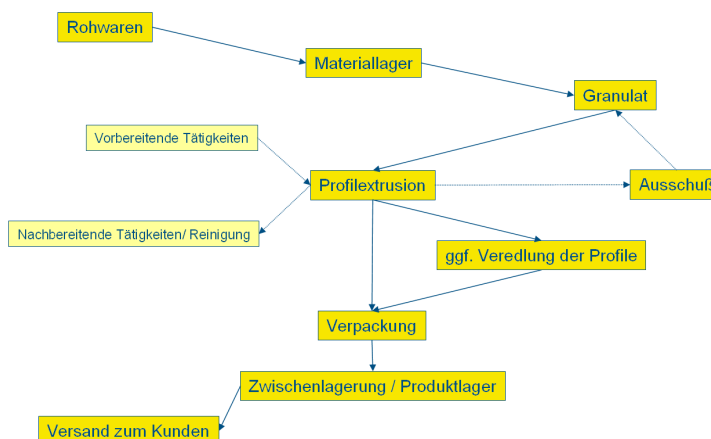 Rohwaren
Materiallager
Granulat
Vorbereitende Tätigkeiten
Profilextrusion
Ausschuß
Nachbereitende Tätigkeiten/ Reinigung
ggf. Veredlung der Profile
Verpackung
Zwischenlagerung / Produktlager
Versand zum Kunden